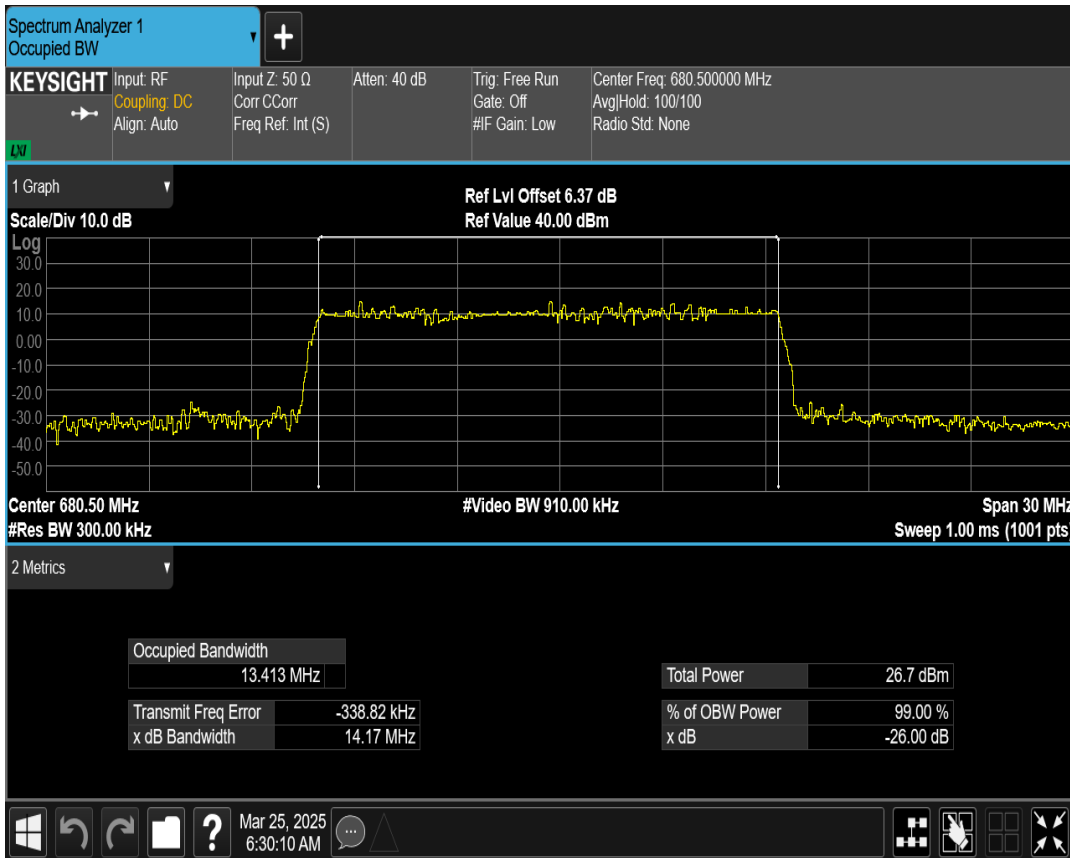 Spectrum Analyzer 1
Occupied BW
+
KEYSIGHT
LXI
Input: RF
Coupling: DC
Align: Auto
Input Z: 50 Ω
Corr CCorr
Freq Ref: Int (S)
Atten: 40 dB
Trig: Free Run
Gate: Off
#IF Gain: Low
Center Freq: 680.500000 MHz
Avg|Hold: 100/100
Radio Std: None
1 Graph
Ref Lvl Offset 6.37 dB
Scale/Div 10.0 dB
Ref Value 40.00 dBm
Log
30.0
20.0
10.0
0.00
-10.0
-20.0
-30.0
-40.0
-50.0
Center 680.50 MHz
#Video BW 910.00 kHz
Span 30 MHz
#Res BW 300.00 kHz
Sweep 1.00 ms (1001 pts)
2 Metrics
Occupied Bandwidth
13.413 MHz
Total Power 26.7 dBm
Transmit Freq Error -338.82 kHz
% of OBW Power 99.00 %
x dB Bandwidth 14.17 MHz
x dB -26.00 dB
?
Mar 25, 2025
6:30:10 AM